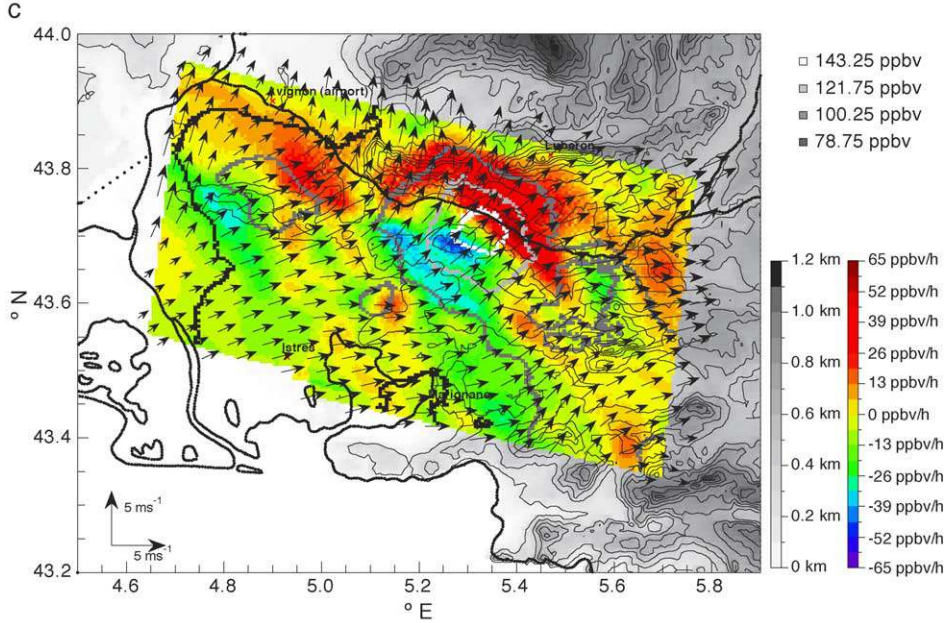 C
44.0
43.8
43.6
43.4
43.2
° N
4.6
4.8
5.0
5.2
5.4
5.6
5.8
° E
Avignon (airport)
Luberon
Istres
Marignane
5 ms-1
5 ms-1
143.25 ppbv
121.75 ppbv
100.25 ppbv
78.75 ppbv
1.2 km
1.0 km
0.8 km
0.6 km
0.4 km
0.2 km
0 km
65 ppbv/h
52 ppbv/h
39 ppbv/h
26 ppbv/h
13 ppbv/h
0 ppbv/h
-13 ppbv/h
-26 ppbv/h
-39 ppbv/h
-52 ppbv/h
-65 ppbv/h